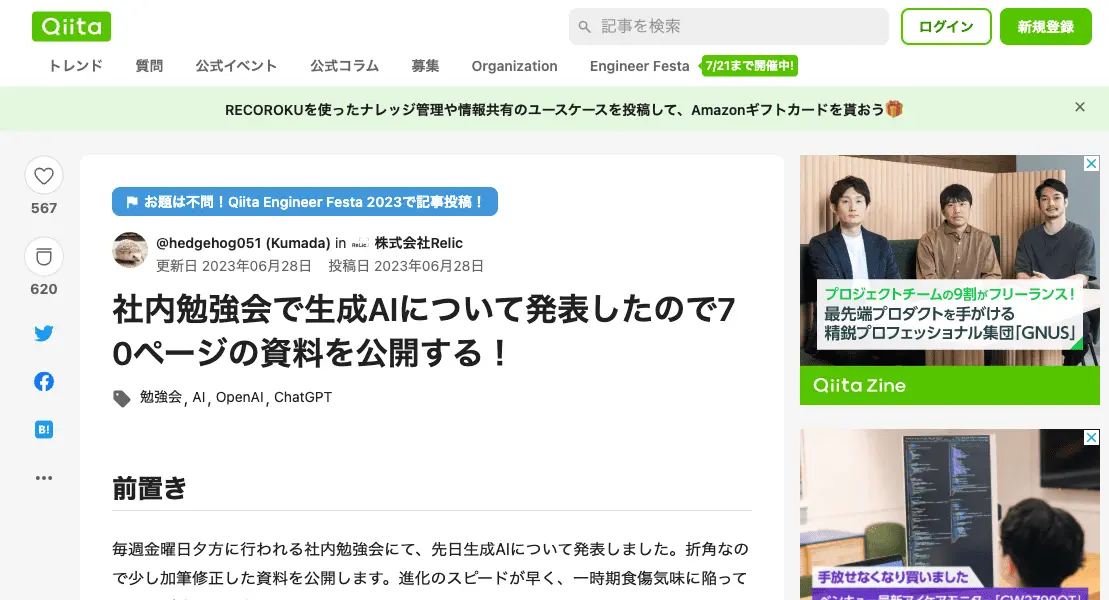 Qiita
記事を検索
ログイン
新規登録
トレンド 質問 公式イベント 公式コラム 募集 Organization Engineer Festa 7/21まで開催中!
RECOROKUを使ったナレッジ管理や情報共有のユースケースを投稿して、Amazonギフトカードを貰おう🎁
567
620
B!
お題は不問！Qiita Engineer Festa 2023で記事投稿！
@hedgehog051 (Kumada) in Relic 株式会社Relic
更新日 2023年06月28日 投稿日 2023年06月28日
社内勉強会で生成AIについて発表したので7
0ページの資料を公開する！
勉強会, AI, OpenAI, ChatGPT
前置き
毎週金曜日夕方に行われる社内勉強会にて、先日生成AIについて発表しました。折角なの
で少し加筆修正した資料を公開します。進化のスピードが早く、一時期食傷気味に陥って
プロジェクトチームの9割がフリーランス!
最先端プロダクトを手がける
精鋭プロフェッショナル集団「GNUS」
Qiita Zine
手放せなくなり買いました